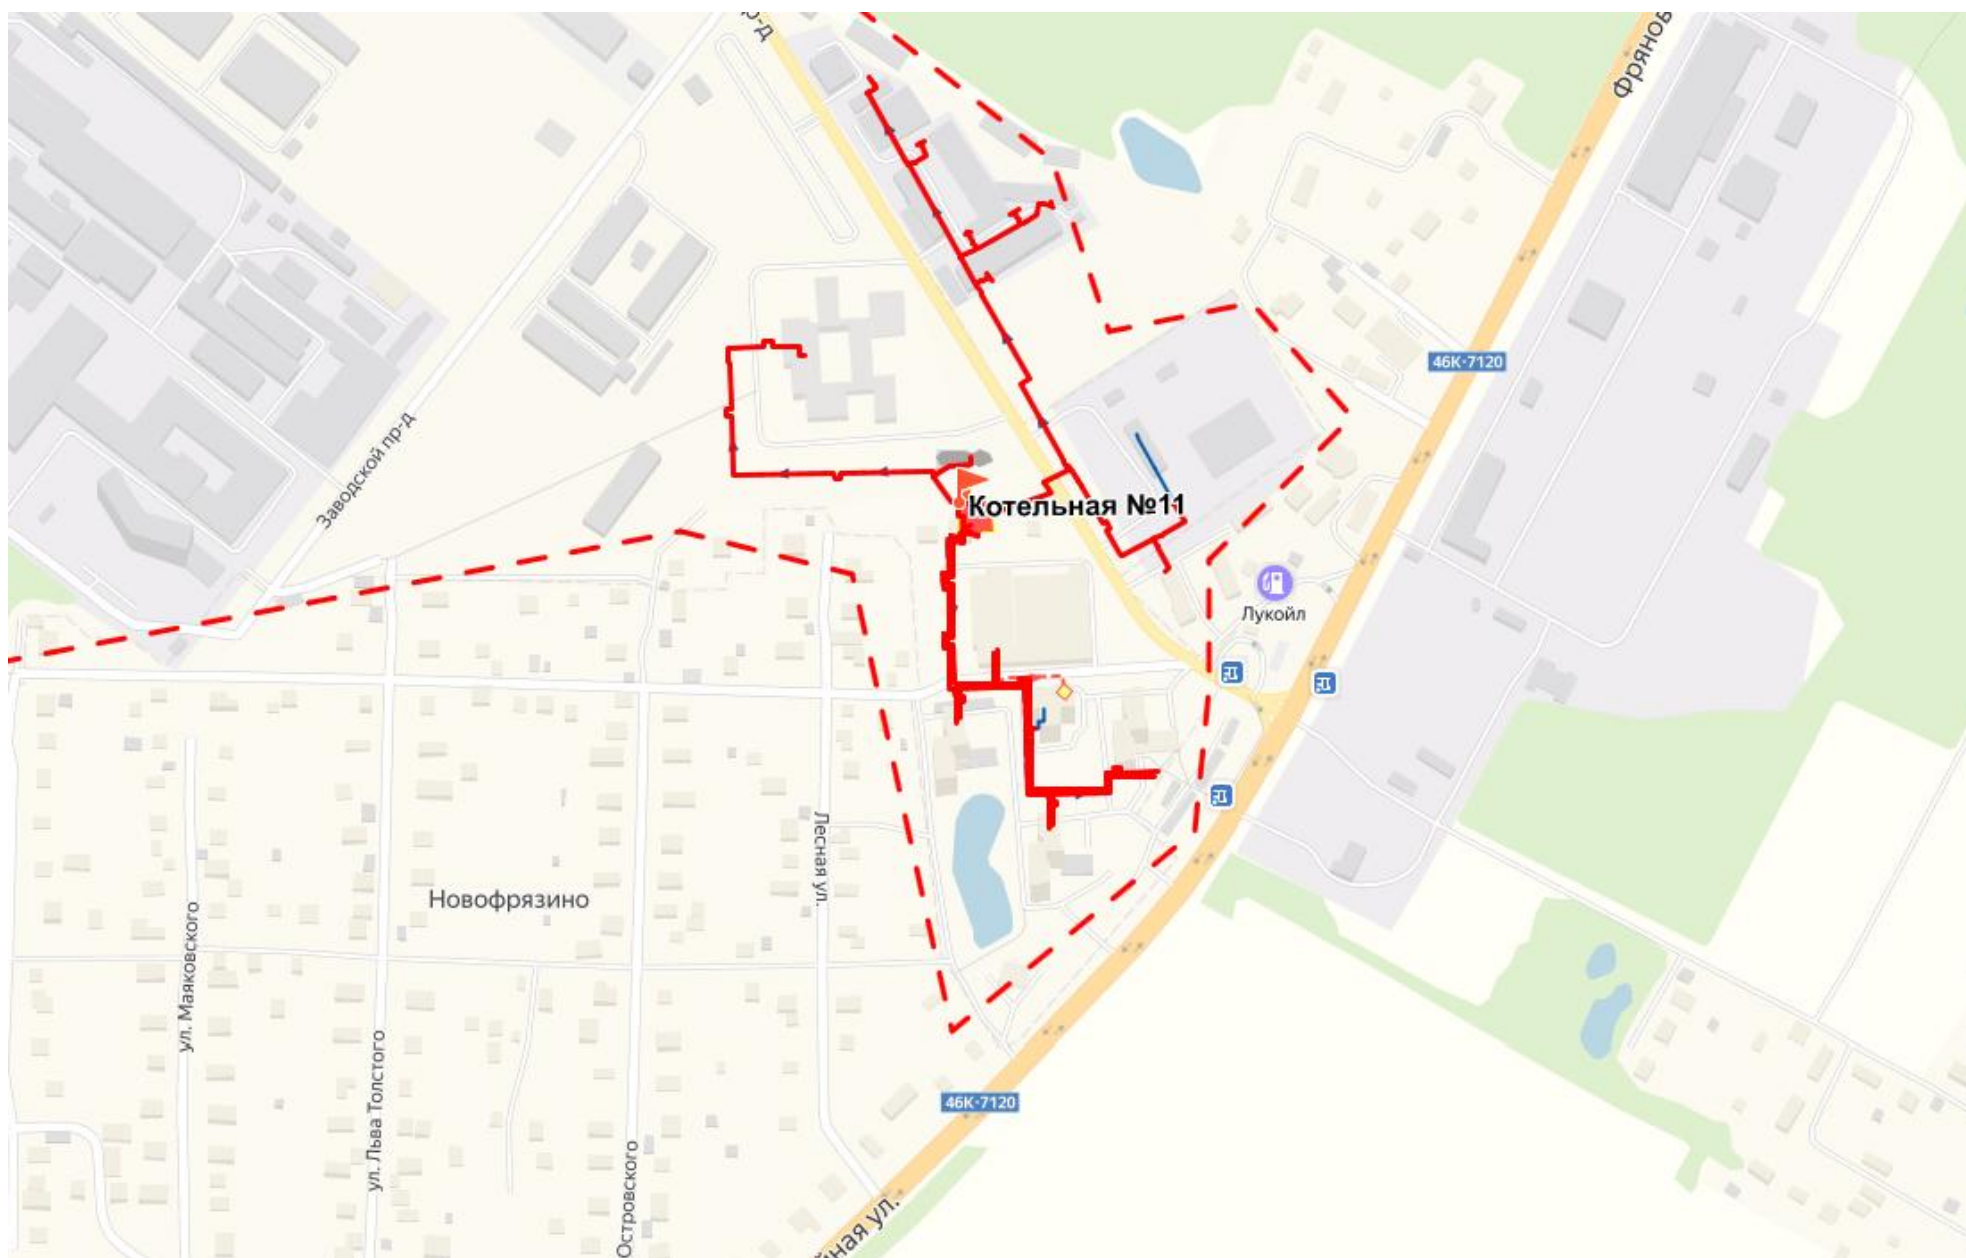 пр-д
Фрянов
46К-7120
Заводской пр-д
Котельная №11
Лукойл
Лесная ул.
Новофрязино
ул. Маяковского
ул. Льва Толстого
46К-7120
Островского
йная ул.